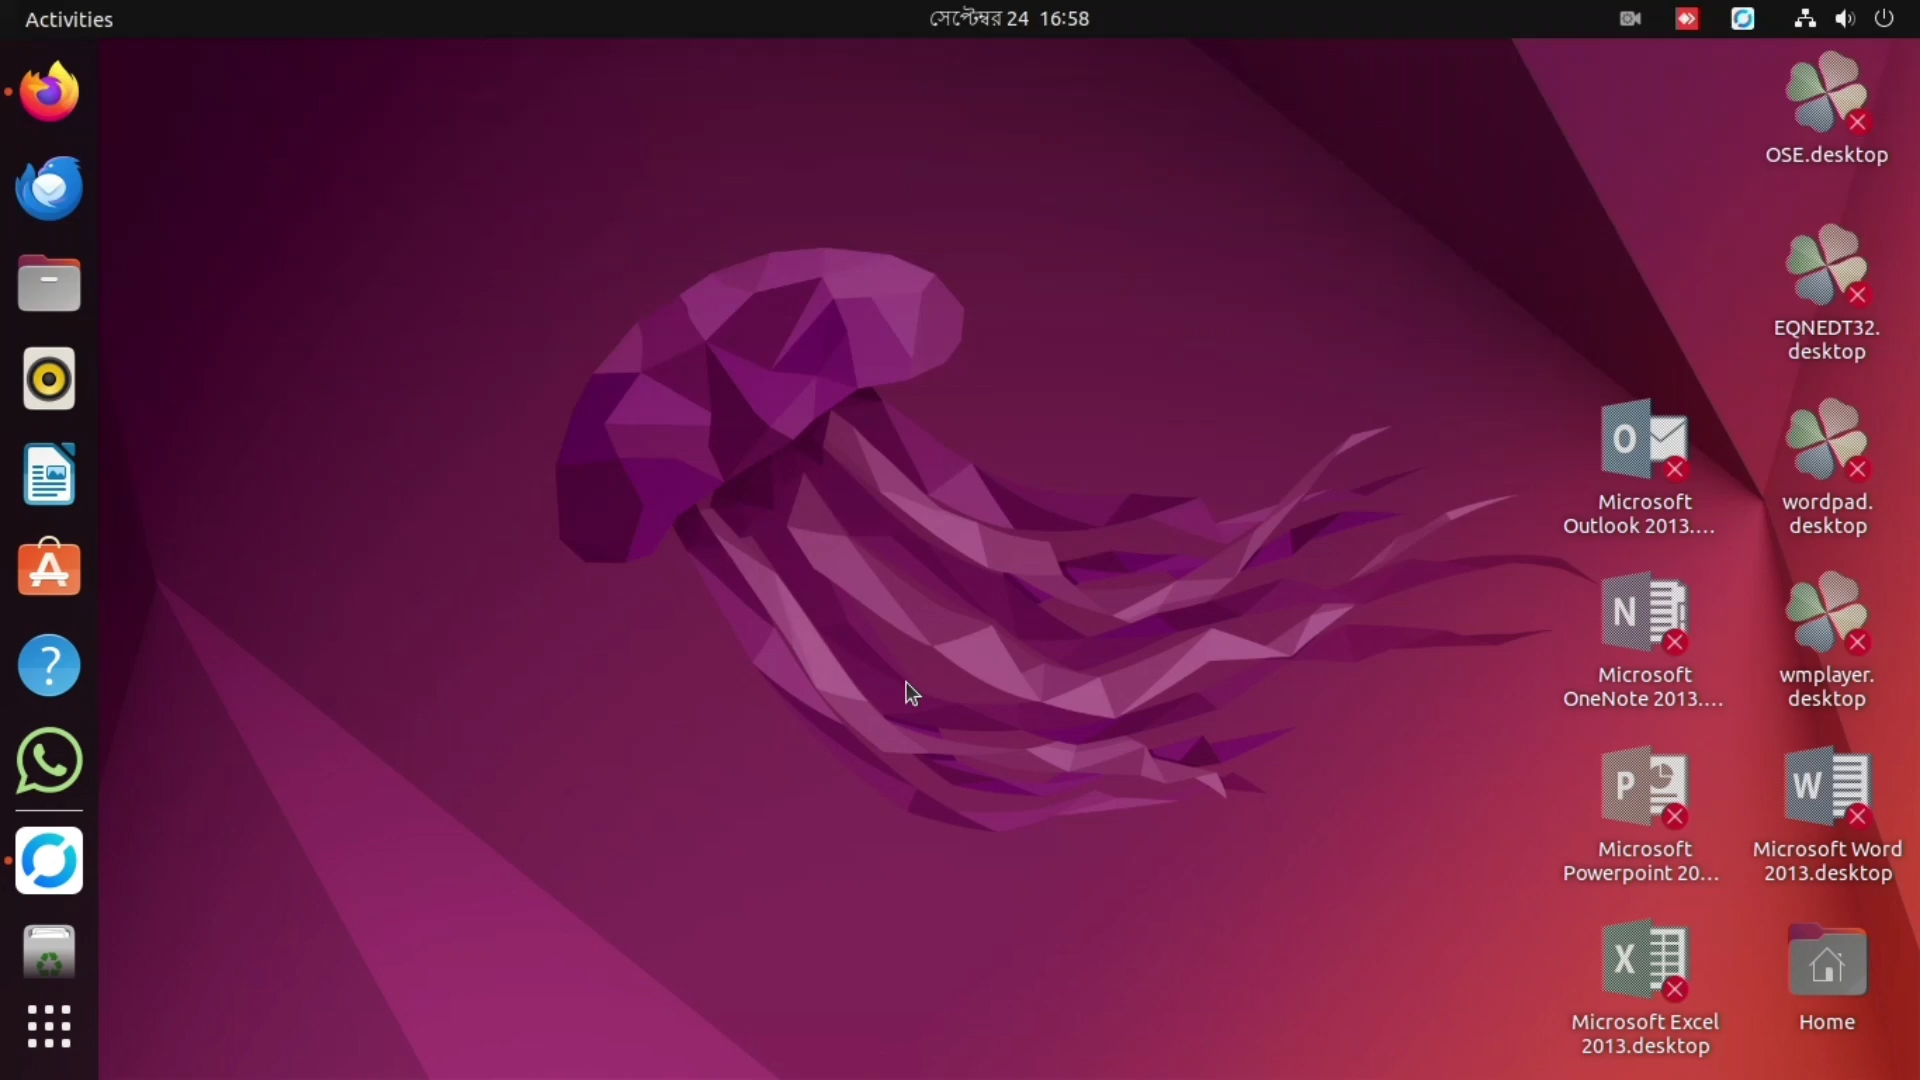 Activities
সেপ্টেম্বর 24 16:58
OSE.desktop
EQNEDT32.
desktop
Microsoft
Outlook 2013....
wordpad.
desktop
Microsoft
OneNote 2013....
wmplayer.
desktop
Microsoft
Powerpoint 20...
Microsoft Word
2013.desktop
Microsoft Excel
2013.desktop
Home